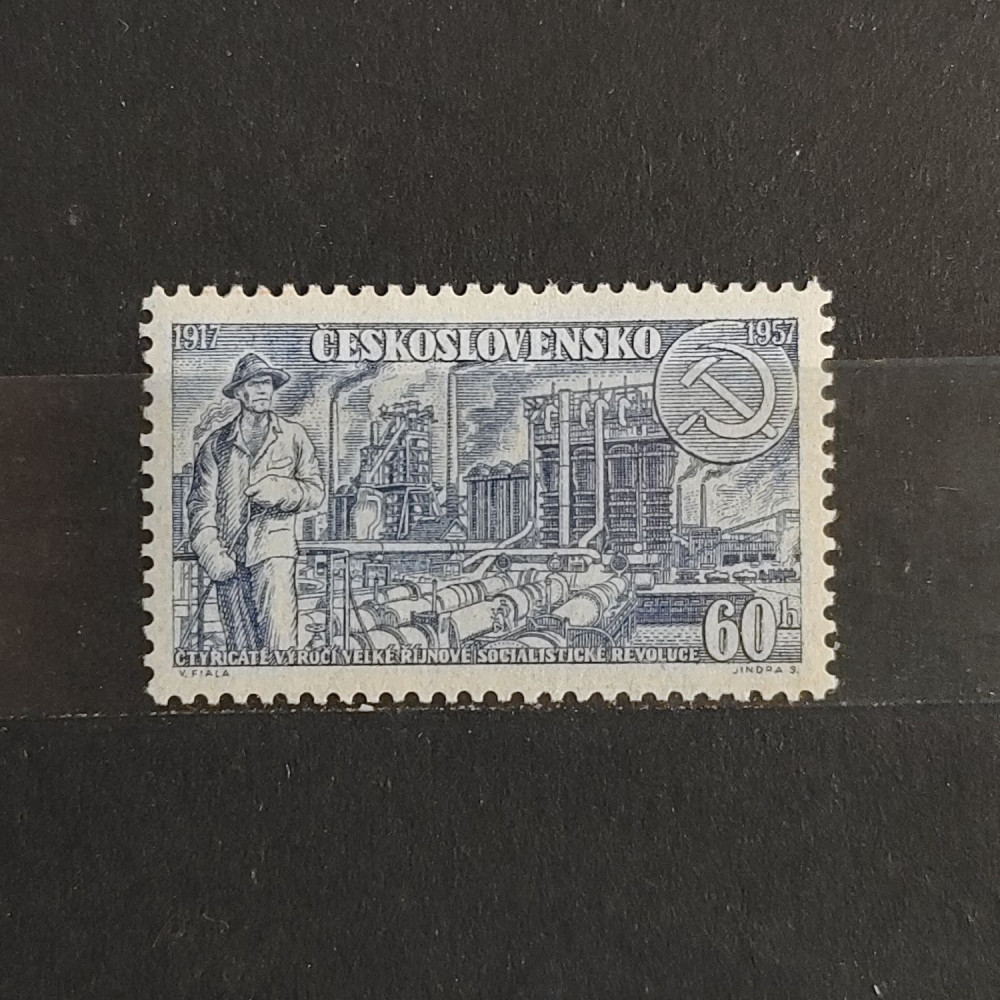 1917 ČESKOSLOVENSKO 1957
60h
ČTYŘICÁTÉ VÝROČÍ VELKÉ ŘÍJNOVÉ SOCIALISTICKÉ REVOLUCE
V. FIALA JINDRA S.